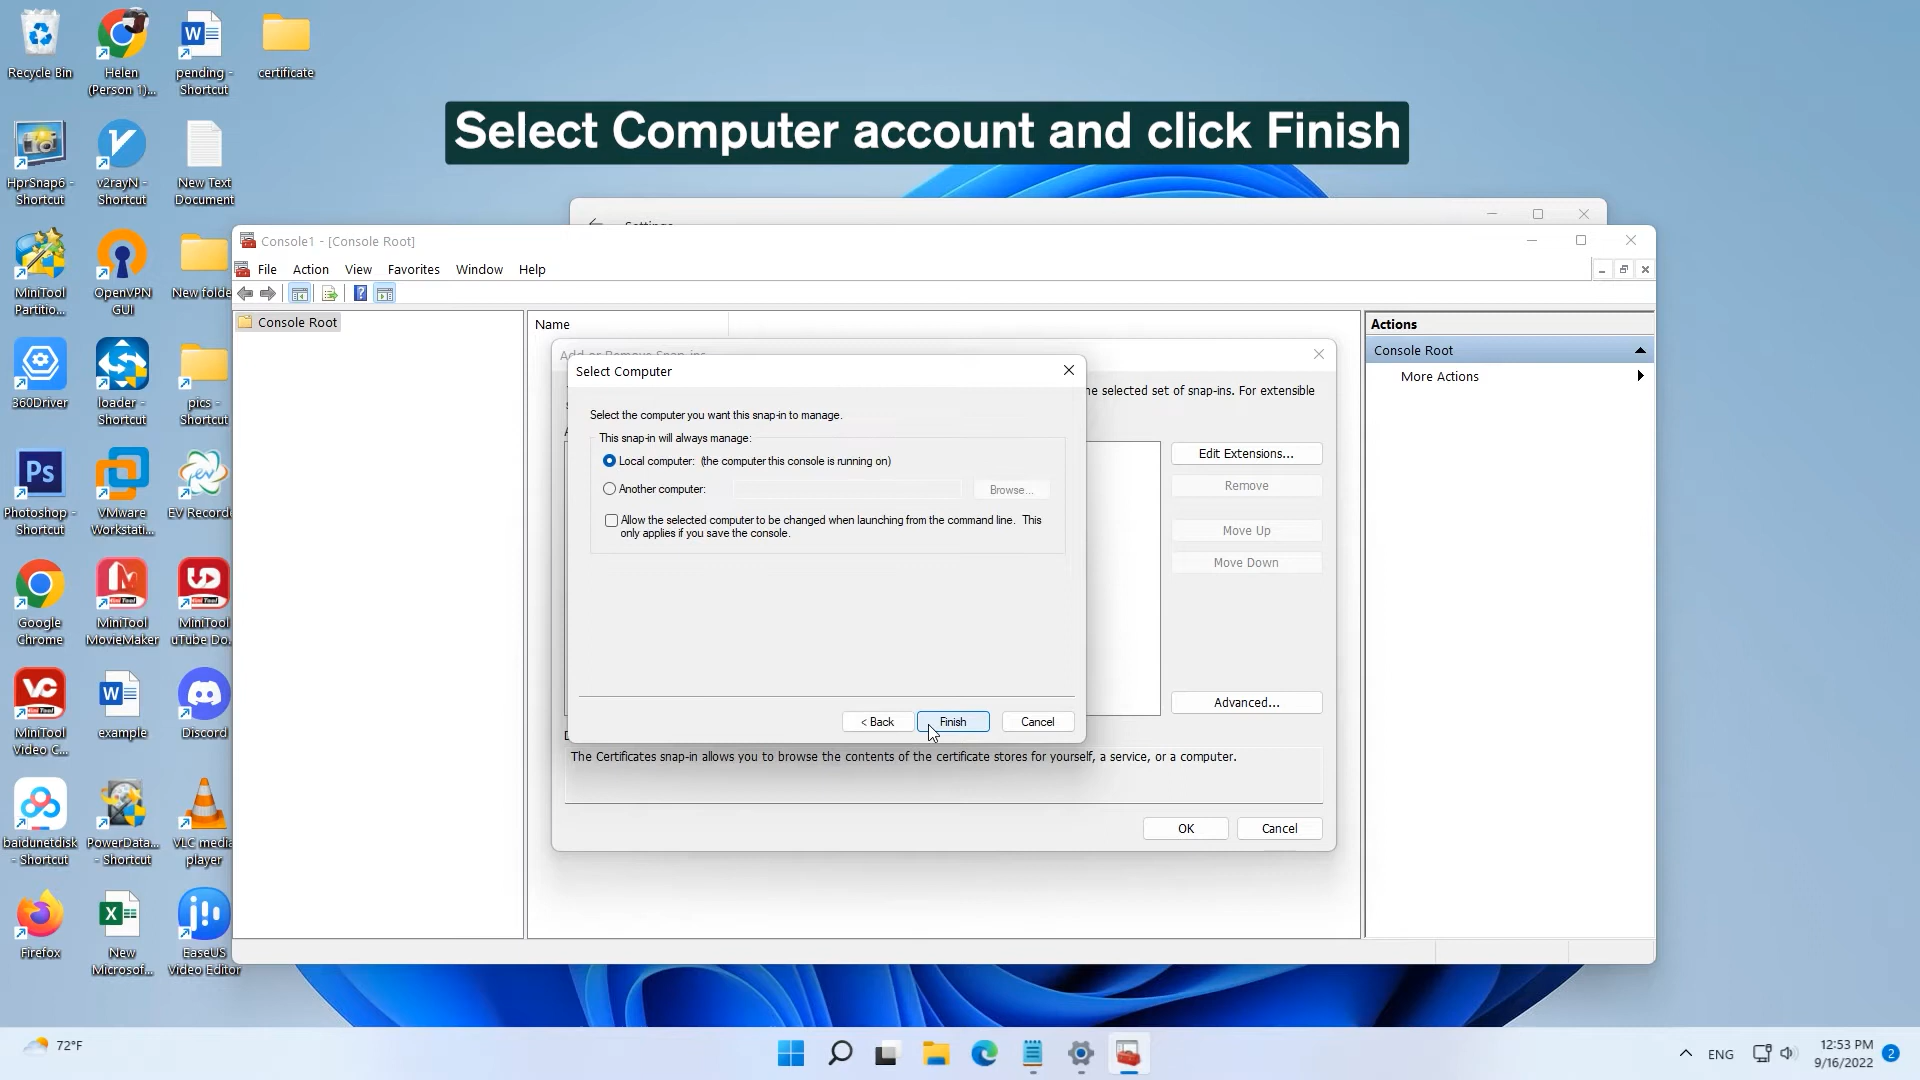 Select Computer account and click Finish
Recycle Bin
Helen
(Person 1)...
pending -
Shortcut
certificate
HprSnap6 -
Shortcut
v2rayN -
Shortcut
New Text
Document
MiniTool
Partitio...
OpenVPN
GUI
New folde
360Driver
loader -
Shortcut
pics -
Shortcut
Ps
Photoshop -
Shortcut
VMware
Workstati...
EV Recorde
Google
Chrome
MiniTool
MovieMaker
MiniTool
uTube Do...
MiniTool
Video C...
example
Discord
baidunetdisk
- Shortcut
PowerData...
- Shortcut
VLC media
player
Firefox
New
Microsof...
EaseUS
Video Editor
Settings
Console1 - [Console Root]
File Action View Favorites Window Help
Console Root
Name
Actions
Console Root
More Actions
Add or Remove Snap-ins
he selected set of snap-ins. For extensible
Select Computer
Select the computer you want this snap-in to manage.
This snap-in will always manage:
Local computer: (the computer this console is running on)
Another computer:
Browse...
Allow the selected computer to be changed when launching from the command line. This
only applies if you save the console.
< Back
Finish
Cancel
Edit Extensions...
Remove
Move Up
Move Down
Advanced...
The Certificates snap-in allows you to browse the contents of the certificate stores for yourself, a service, or a computer.
OK
Cancel
72°F
ENG
12:53 PM
9/16/2022
2